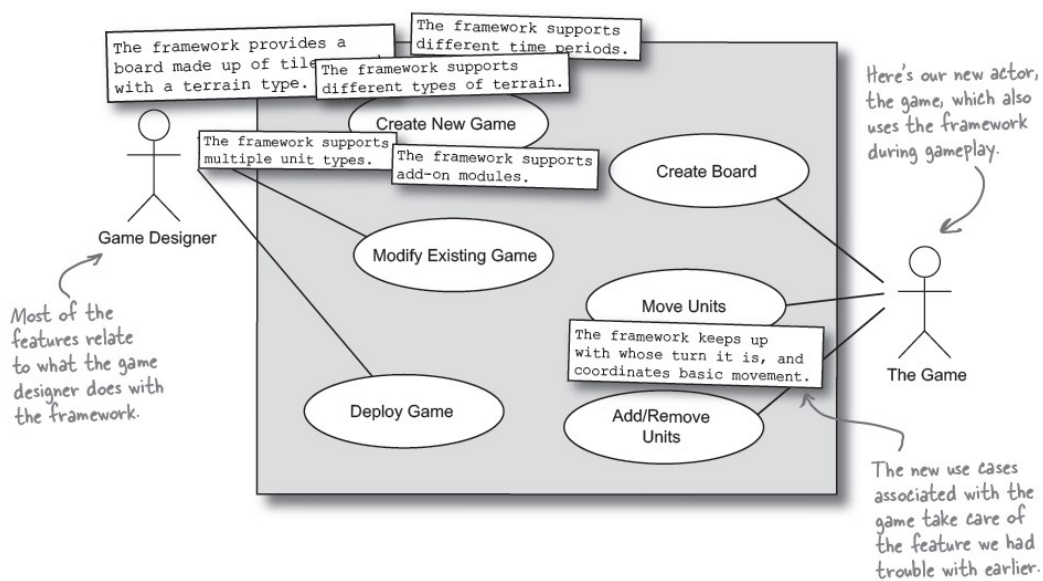 The framework provides a
board made up of tile
with a terrain type.
The framework supports
different time periods.
The framework supports
different types of terrain.
Create New Game
The framework supports
multiple unit types.
The framework supports
add-on modules.
Game Designer
Modify Existing Game
Deploy Game
Create Board
Move Units
The framework keeps up
with whose turn it is, and
coordinates basic movement.
Add/Remove
Units
The Game
Most of the
features relate
to what the game
designer does with
the framework.
Here's our new actor,
the game, which also
uses the framework
during gameplay.
The new use cases
associated with the
game take care of
the feature we had
trouble with earlier.